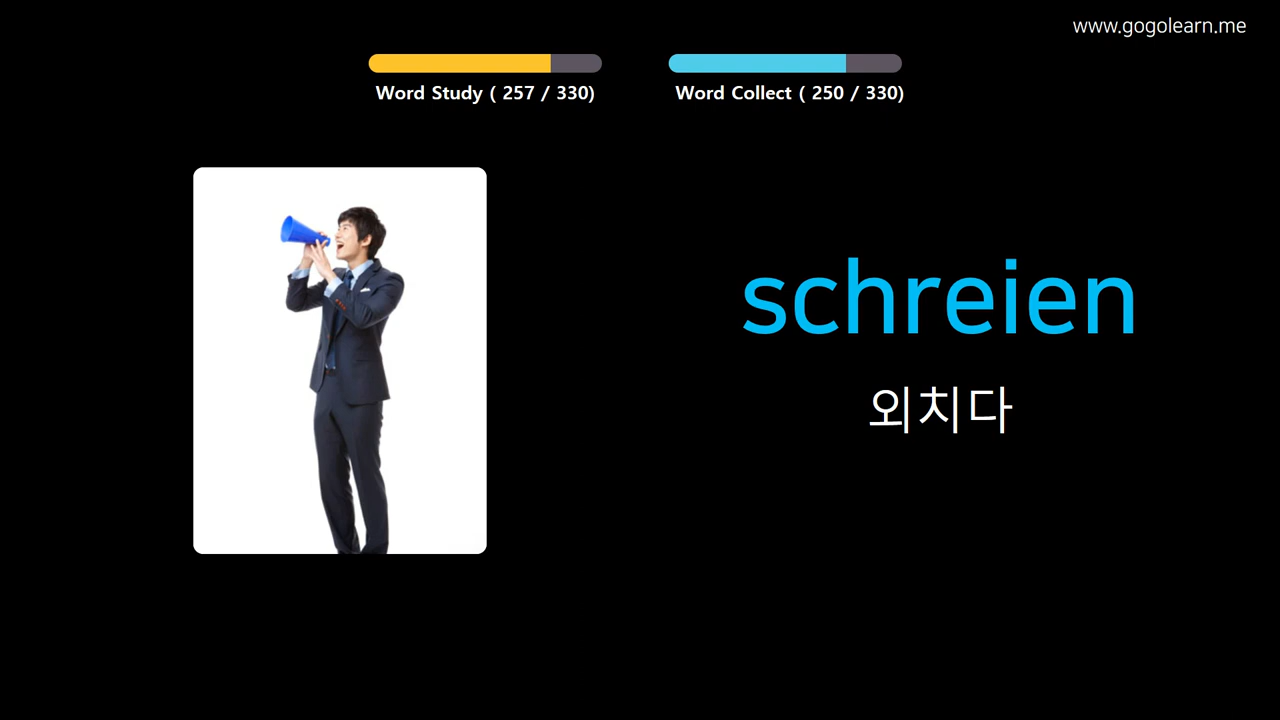 www.gogolearn.me
Word Study ( 257 / 330)
Word Collect ( 250 / 330)
schreien
외치다